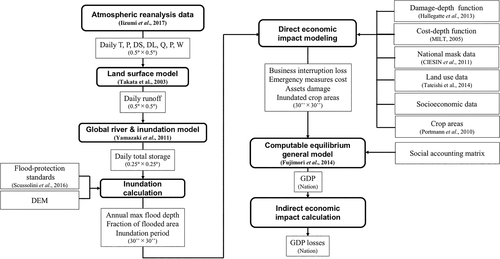 Atmospheric reanalysis data
(Iizumi et al., 2017)
Daily T, P, DS, DL, Q, P, W
(0.5° × 0.5°)
Land surface model
(Takata et al., 2003)
Daily runoff
(0.5° × 0.5°)
Global river & inundation model
(Yamazaki et al., 2011)
Daily total storage
(0.25° × 0.25°)
Flood-protection
standards
(Scussolini et al., 2016)
DEM
Inundation calculation
Annual max flood depth
Fraction of flooded area
Inundation period
(30’’ × 30’’)
Direct economic
impact modeling
Business interruption loss
Emergency measures cost
Assets damage
Inundated crop areas
(30’’ × 30’’)
Computable equilibrium
general model
(Fujimori et al., 2014)
GDP
(Nation)
Indirect economic
impact calculation
GDP losses
(Nation)
Damage-depth function
(Hallegatte et al., 2013)
Cost-depth function
(MILT, 2005)
National mask data
(CIESIN et al., 2011)
Land use data
(Tateishi et al., 2014)
Socioeconomic data
Crop areas
(Portmann et al., 2010)
Social accounting matrix